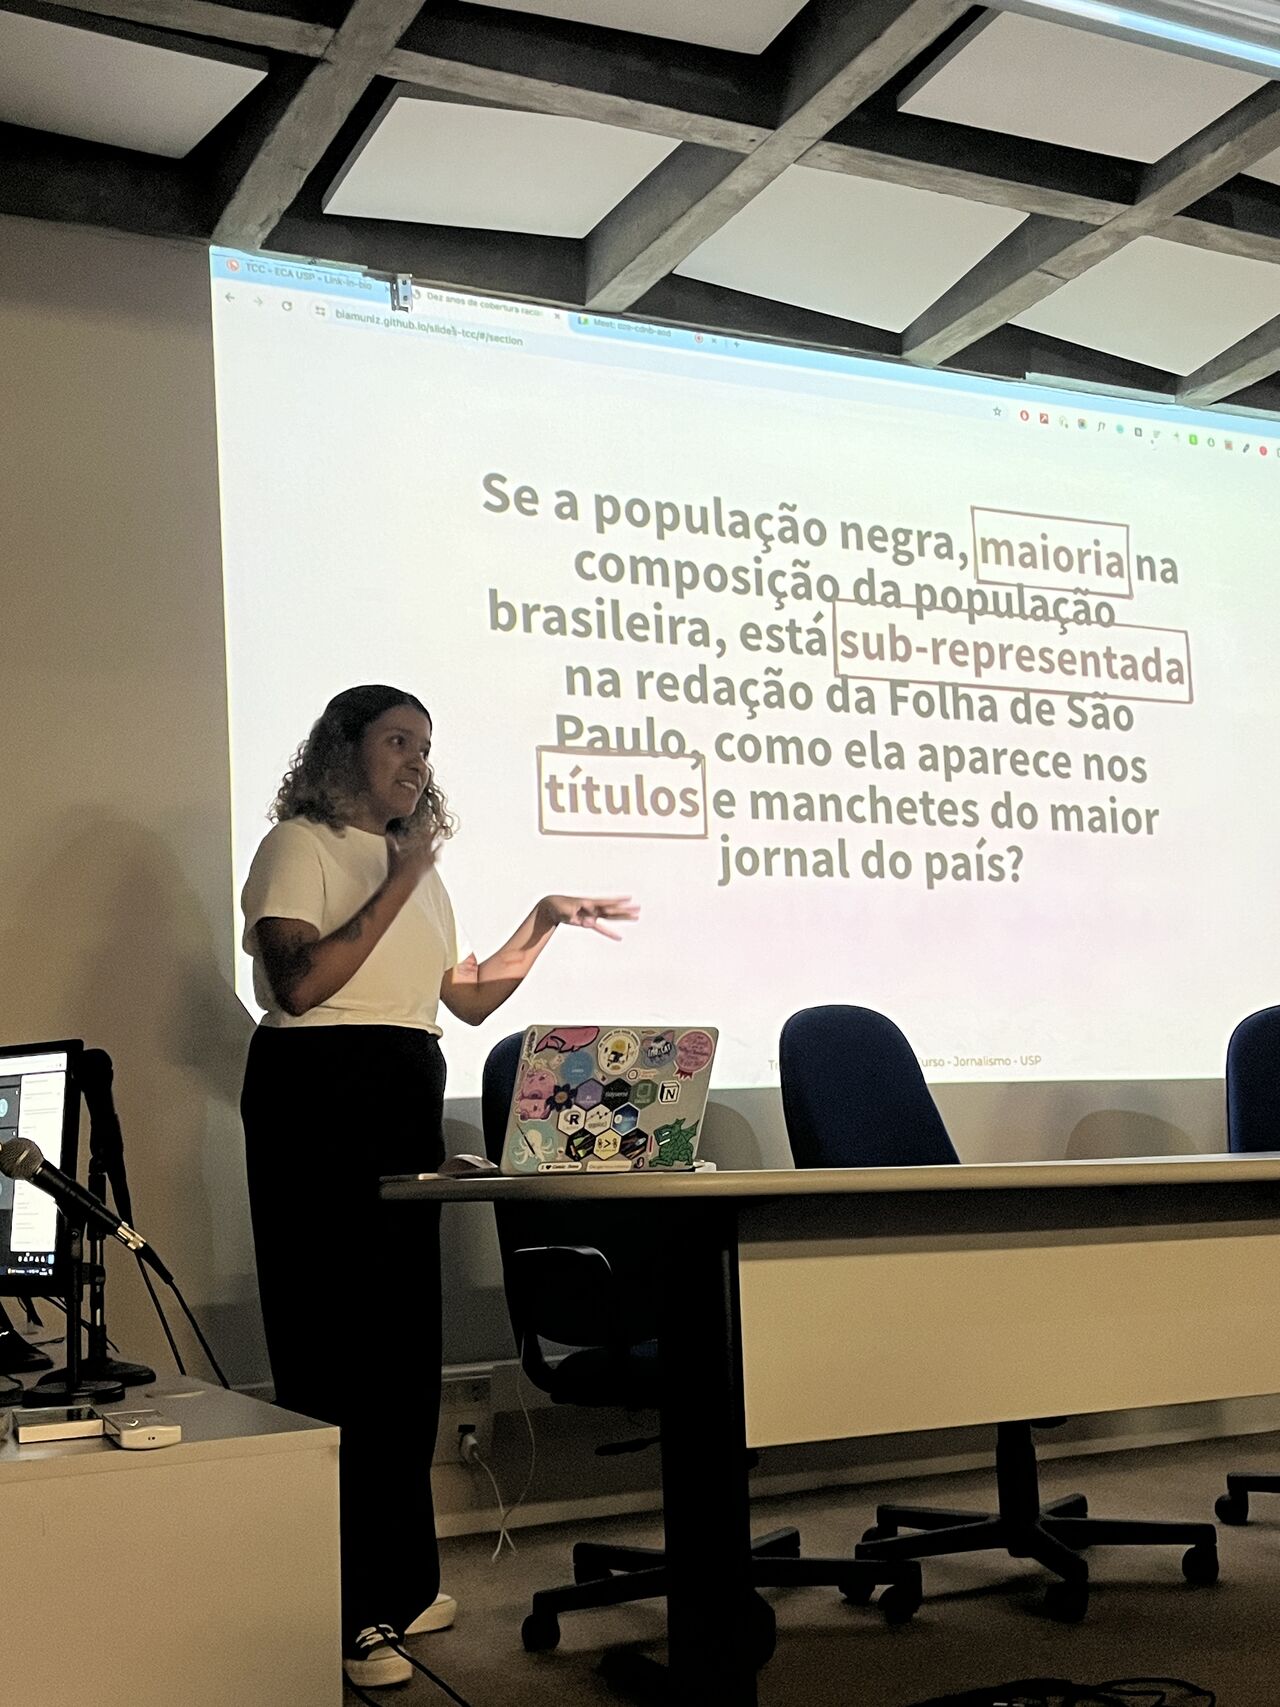 TCC - ECA USP - Link-in-bio
Dez anos de cobertura racial
Meet:
biamuniz.github.io/slides-tcc/#/section
Se a população negra, maioria na
composição da população
brasileira, está sub-representada
na redação da Folha de São
Paulo, como ela aparece nos
títulos e manchetes do maior
jornal do país?
urso - Jornalismo - USP
R
N